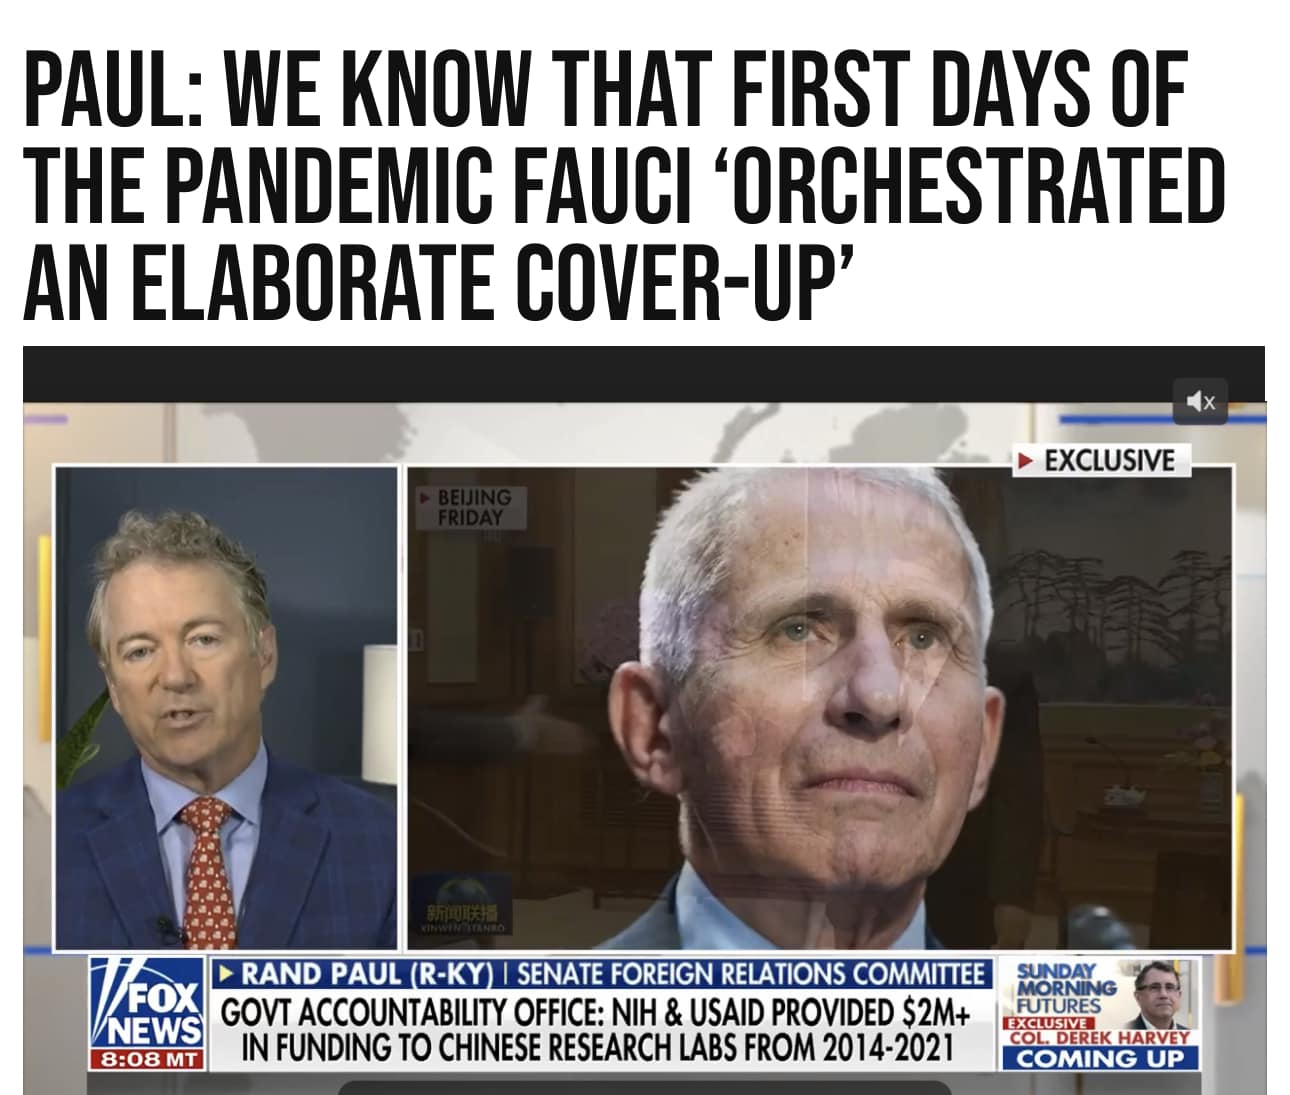 PAUL: WE KNOW THAT FIRST DAYS OF
THE PANDEMIC FAUCI ‘ORCHESTRATED
AN ELABORATE COVER-UP’
EXCLUSIVE
BEIJING
FRIDAY
新闻联播
FOX
NEWS
8:08 MT
RAND PAUL (R-KY) | SENATE FOREIGN RELATIONS COMMITTEE
GOVT ACCOUNTABILITY OFFICE: NIH & USAID PROVIDED $2M+
IN FUNDING TO CHINESE RESEARCH LABS FROM 2014-2021
SUNDAY
MORNING
FUTURES
EXCLUSIVE
COL. DEREK HARVEY
COMING UP